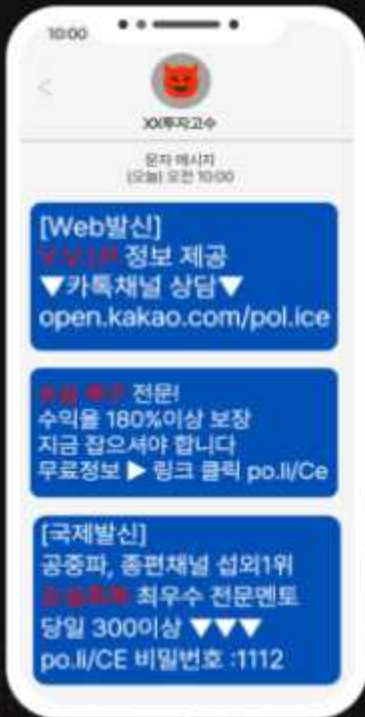 10:00
XX투자고수
문자 메시지
(오늘) 오전 10:00
[Web발신]
V.V.I.P 정보 제공
▼카톡채널 상담▼
open.kakao.com/pol.ice
전문!
수익율 180%이상 보장
지금 잡으셔야 합니다
무료정보 ▶ 링크 클릭 po.li/Ce
[국제발신]
공중파, 종편채널 섭외1위
최우수 전문멘토
당일 300이상 ▼▼▼
po.li/CE 비밀번호 :1112